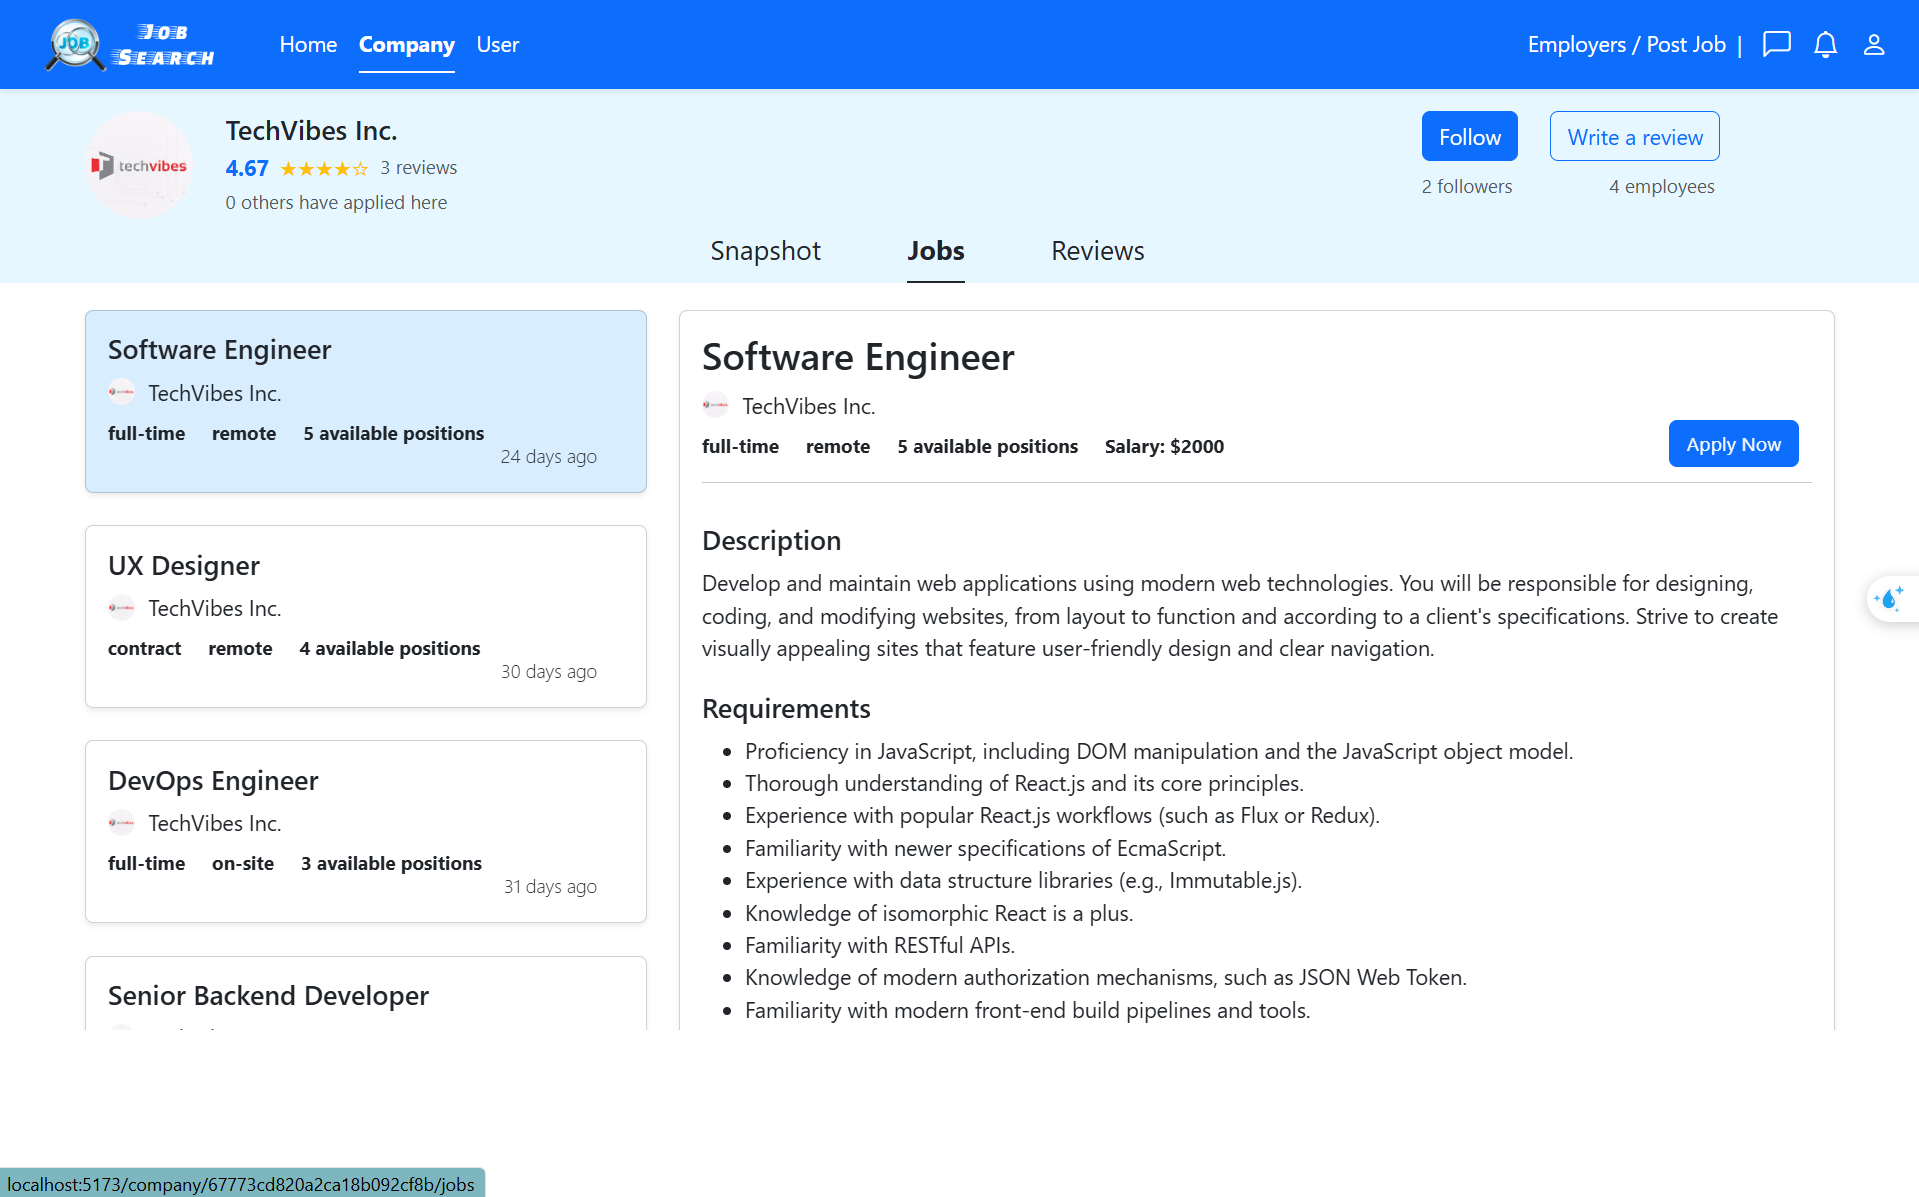 JOB
JOB
SEARCH
Home Company User
Employers / Post Job |
techvibes
TechVibes Inc.
4.67 ★★★★☆ 3 reviews
0 others have applied here
Follow Write a review
2 followers 4 employees
Snapshot Jobs Reviews
Software Engineer
TechVibes Inc.
full-time remote 5 available positions
24 days ago
UX Designer
TechVibes Inc.
contract remote 4 available positions
30 days ago
DevOps Engineer
TechVibes Inc.
full-time on-site 3 available positions
31 days ago
Senior Backend Developer
Software Engineer
TechVibes Inc.
full-time remote 5 available positions Salary: $2000
Apply Now
Description
Develop and maintain web applications using modern web technologies. You will be responsible for designing,
coding, and modifying websites, from layout to function and according to a client's specifications. Strive to create
visually appealing sites that feature user-friendly design and clear navigation.
Requirements
• Proficiency in JavaScript, including DOM manipulation and the JavaScript object model.
• Thorough understanding of React.js and its core principles.
• Experience with popular React.js workflows (such as Flux or Redux).
• Familiarity with newer specifications of EcmaScript.
• Experience with data structure libraries (e.g., Immutable.js).
• Knowledge of isomorphic React is a plus.
• Familiarity with RESTful APIs.
• Knowledge of modern authorization mechanisms, such as JSON Web Token.
• Familiarity with modern front-end build pipelines and tools.
localhost:5173/company/67773cd820a2ca18b092cf8b/jobs